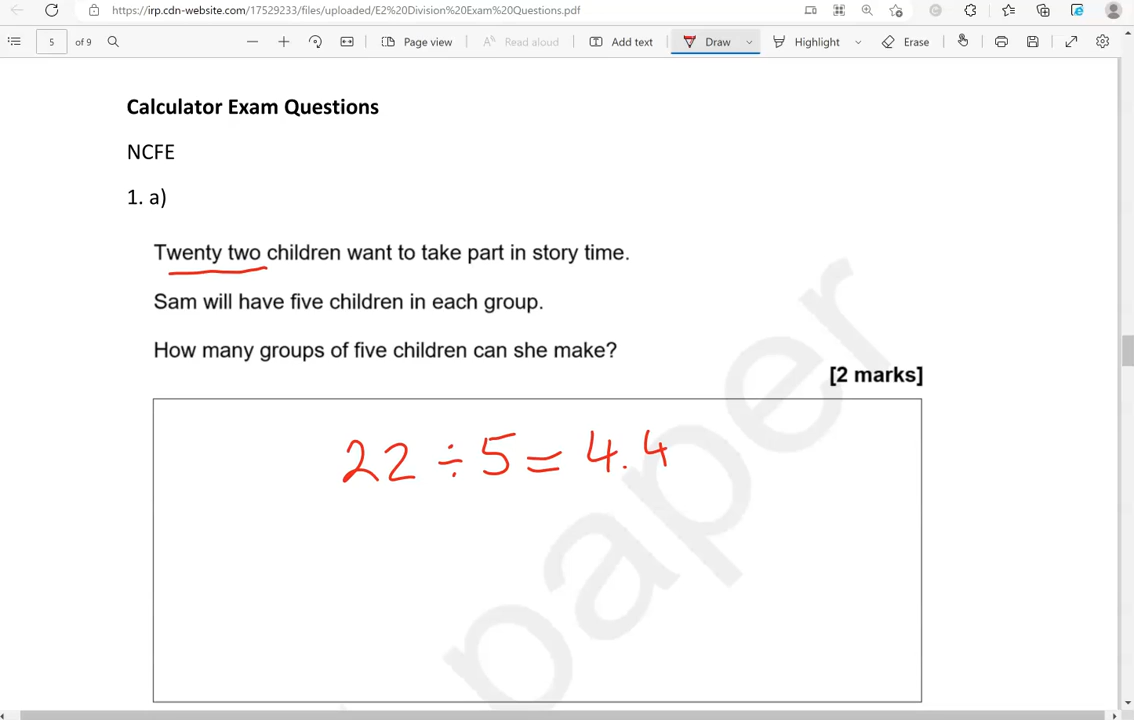 https://irp.cdn-website.com/17529233/files/uploaded/E2%20Division%20Exam%20Questions.pdf
5 of 9 Page view Read aloud Add text Draw Highlight Erase
Calculator Exam Questions
NCFE
1. a)
Twenty two children want to take part in story time.
Sam will have five children in each group.
How many groups of five children can she make?
[2 marks]
22 ÷ 5 = 4.4
paper